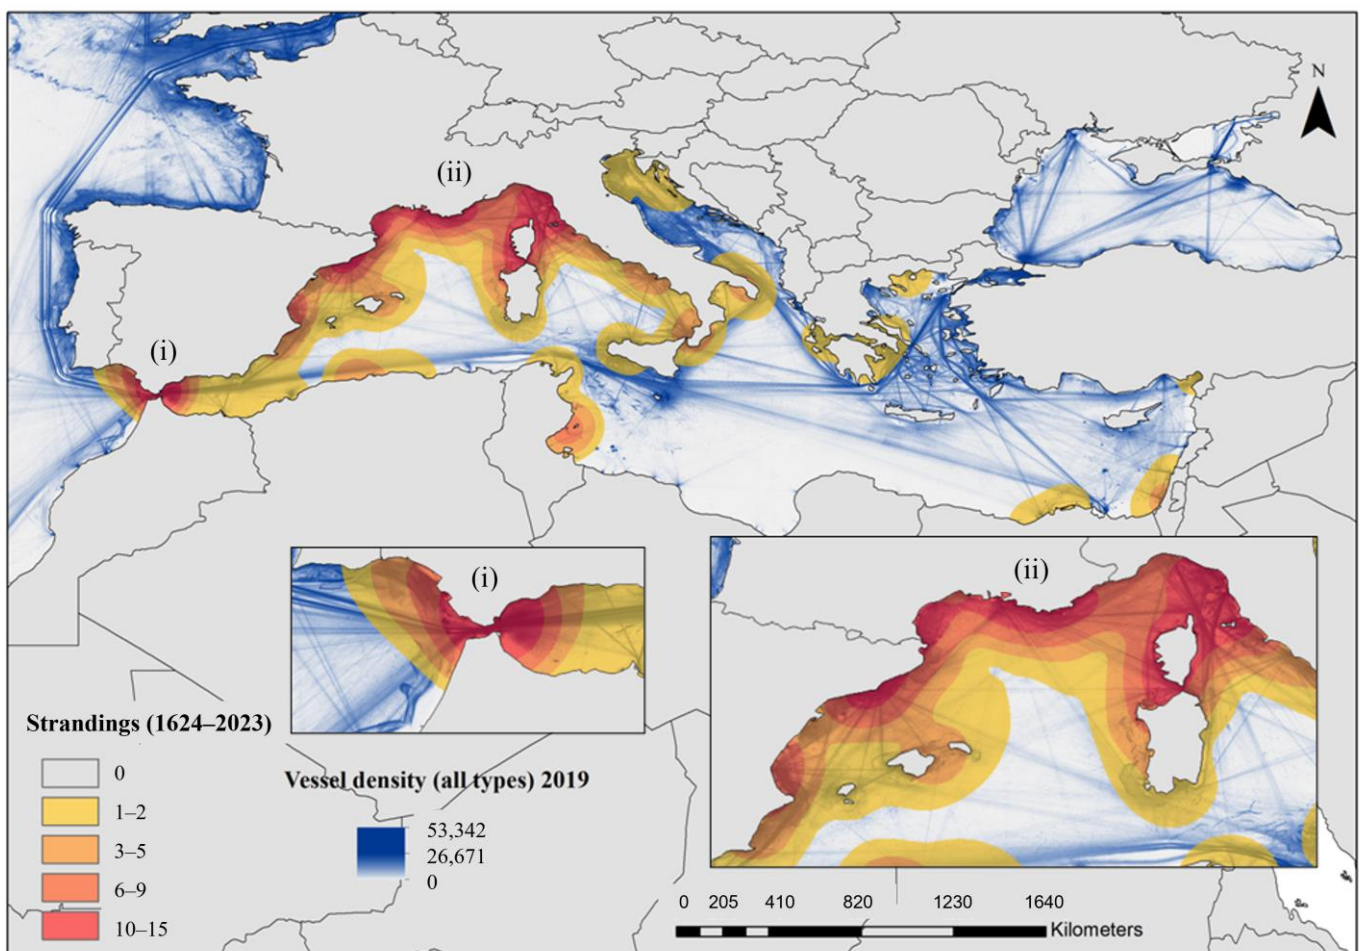 N
(ii)
(i)
(i)
(ii)
Strandings (1624–2023)
0
1–2
3–5
6–9
10–15
Vessel density (all types) 2019
53,342
26,671
0
0 205 410 820 1230 1640
Kilometers